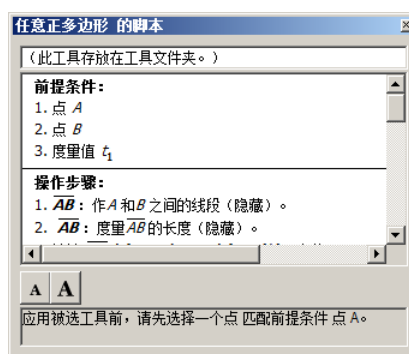 任意正多边形 的脚本
（此工具存放在工具文件夹。）
前提条件：
1. 点 A
2. 点 B
3. 度量值 t₁
操作步骤：
1. AB：作A 和B 之间的线段（隐藏）。
2. AB：度量AB的长度（隐藏）。
A A
应用被选工具前，请先选择一个点 匹配前提条件 点 A。